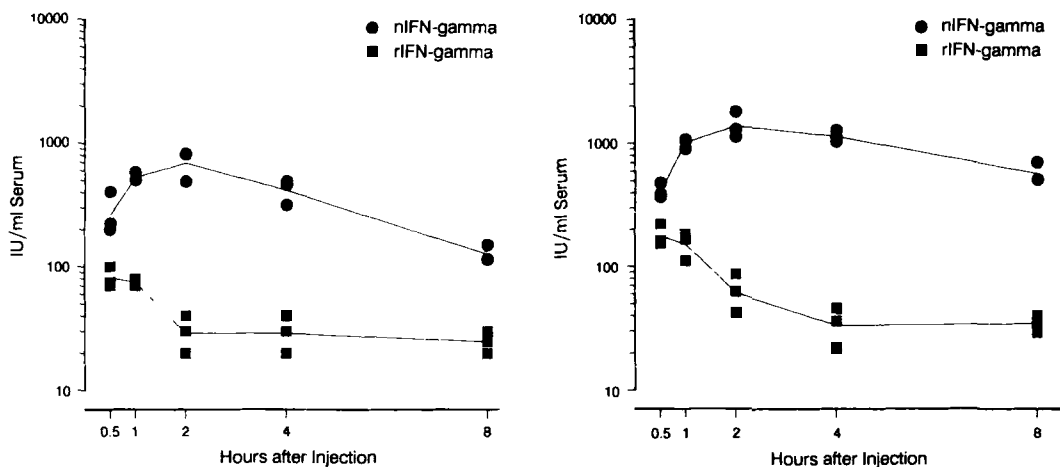 10000
1000
100
10
IU/ml Serum
nIFN-gamma
rIFN-gamma
0.5 1 2 4 8
Hours after Injection
10000
1000
100
10
IU/ml Serum
nIFN-gamma
rIFN-gamma
0.5 1 2 4 8
Hours after Injection